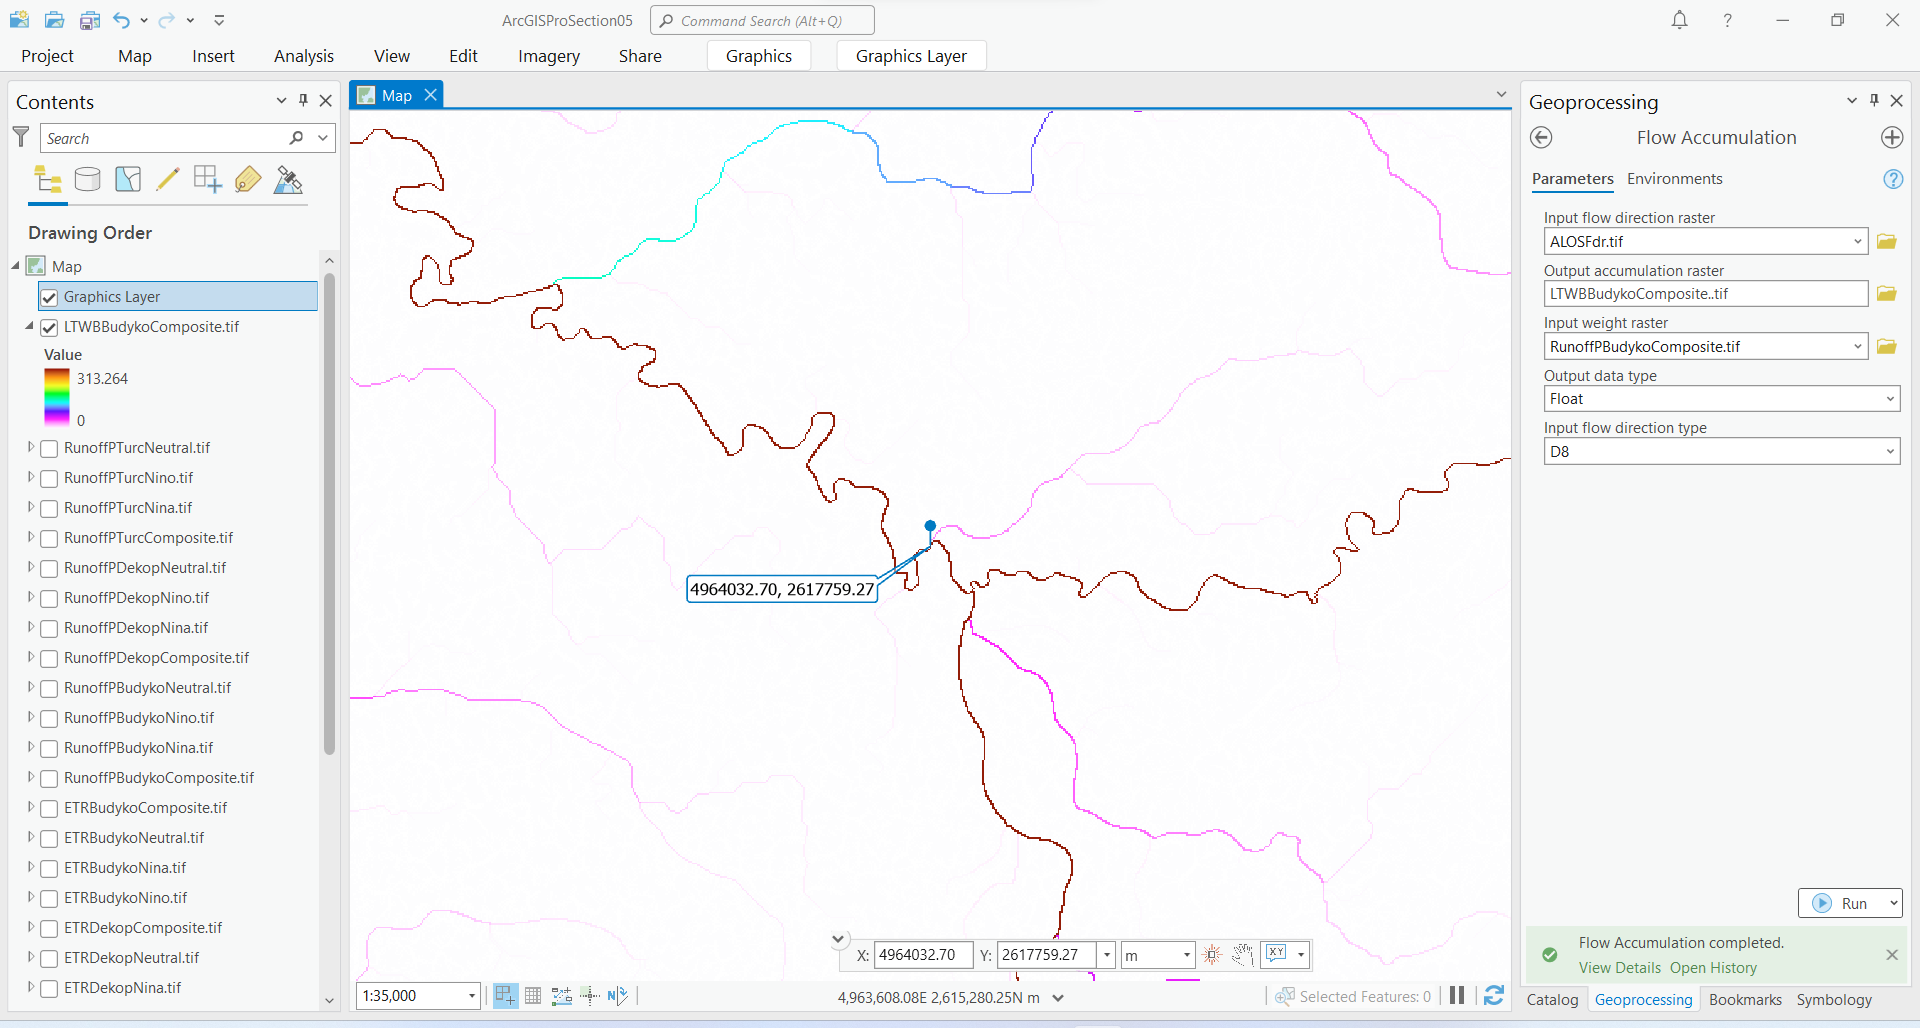 ArcGISProSection05
Command Search (Alt+Q)
?
Project Map Insert Analysis View Edit Imagery Share Graphics Graphics Layer
Contents
Search
Drawing Order
Map
Graphics Layer
LTWBBudykoComposite.tif
Value
313.264
0
RunoffPTurcNeutral.tif
RunoffPTurcNino.tif
RunoffPTurcNina.tif
RunoffPTurcComposite.tif
RunoffPDekopNeutral.tif
RunoffPDekopNino.tif
RunoffPDekopNina.tif
RunoffPDekopComposite.tif
RunoffPBudykoNeutral.tif
RunoffPBudykoNino.tif
RunoffPBudykoNina.tif
RunoffPBudykoComposite.tif
ETRBudykoComposite.tif
ETRBudykoNeutral.tif
ETRBudykoNina.tif
ETRBudykoNino.tif
ETRDekopComposite.tif
ETRDekopNeutral.tif
ETRDekopNina.tif
Map
4964032.70, 2617759.27
X: 4964032.70 Y: 2617759.27 m XY
1:35,000 N 4,963,608.08E 2,615,280.25N m Selected Features: 0
Geoprocessing
Flow Accumulation
Parameters Environments ?
Input flow direction raster
ALOSFdr.tif
Output accumulation raster
LTWBBudykoComposite..tif
Input weight raster
RunoffPBudykoComposite.tif
Output data type
Float
Input flow direction type
D8
Run
Flow Accumulation completed.
View Details Open History
Catalog Geoprocessing Bookmarks Symbology